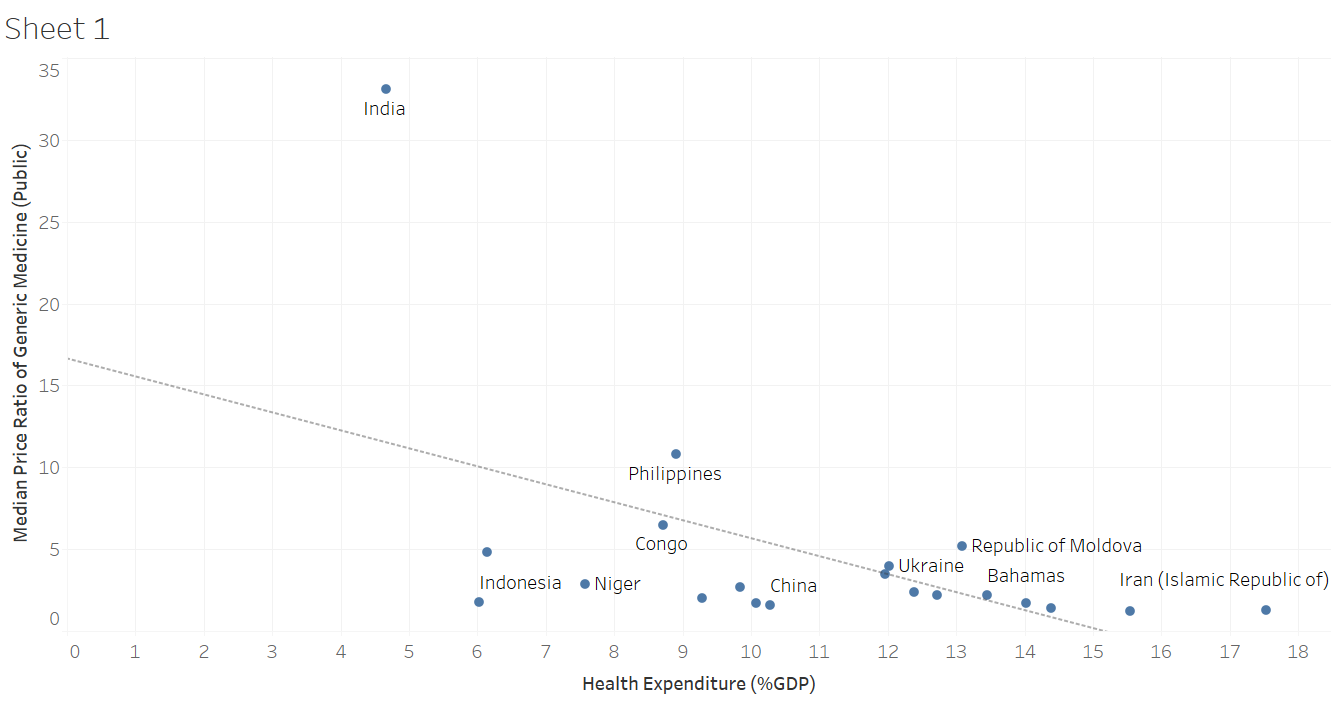 Sheet 1
Median Price Ratio of Generic Medicine (Public)
35
30
25
20
15
10
5
0
India
Philippines
Congo
Indonesia
Niger
China
Ukraine
Republic of Moldova
Bahamas
Iran (Islamic Republic of)
0 1 2 3 4 5 6 7 8 9 10 11 12 13 14 15 16 17 18
Health Expenditure (%GDP)